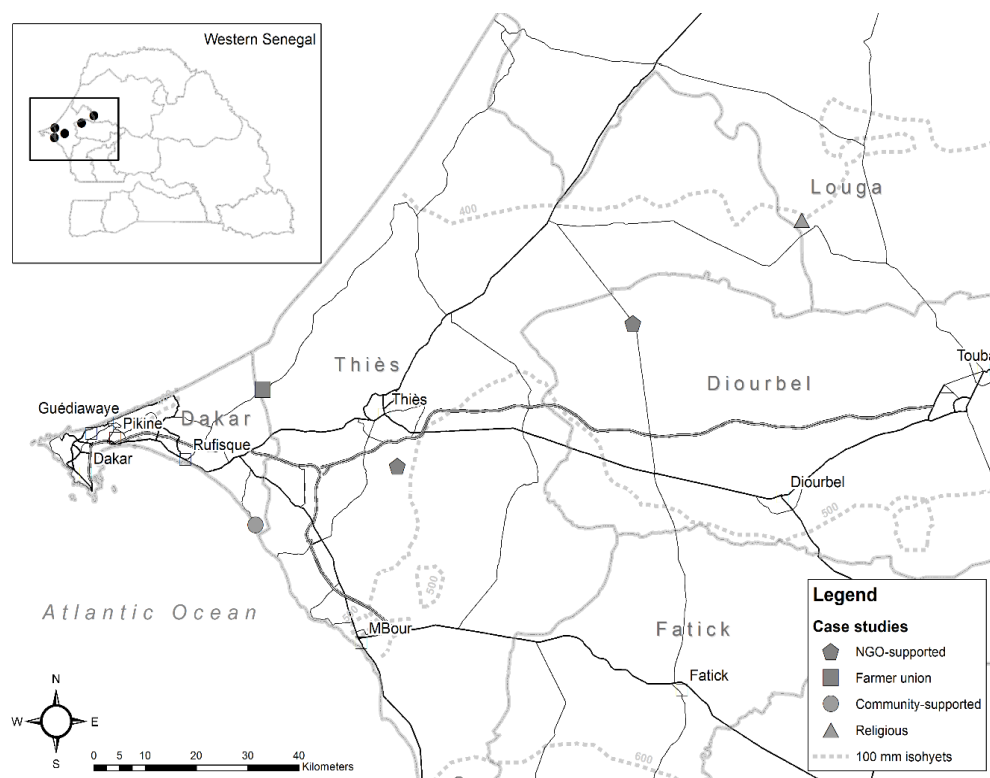 Western Senegal
Louga
400
Thiès
Thiès
Diourbel
Touba
Guédiawaye
Pikine
Dakar
Rufisque
Dakar
Diourbel
500
500
Atlantic Ocean
MBour
Fatick
Fatick
600
N
W
E
S
0 5 10 20 30 40
Kilometers
Legend
Case studies
NGO-supported
Farmer union
Community-supported
Religious
100 mm isohyets